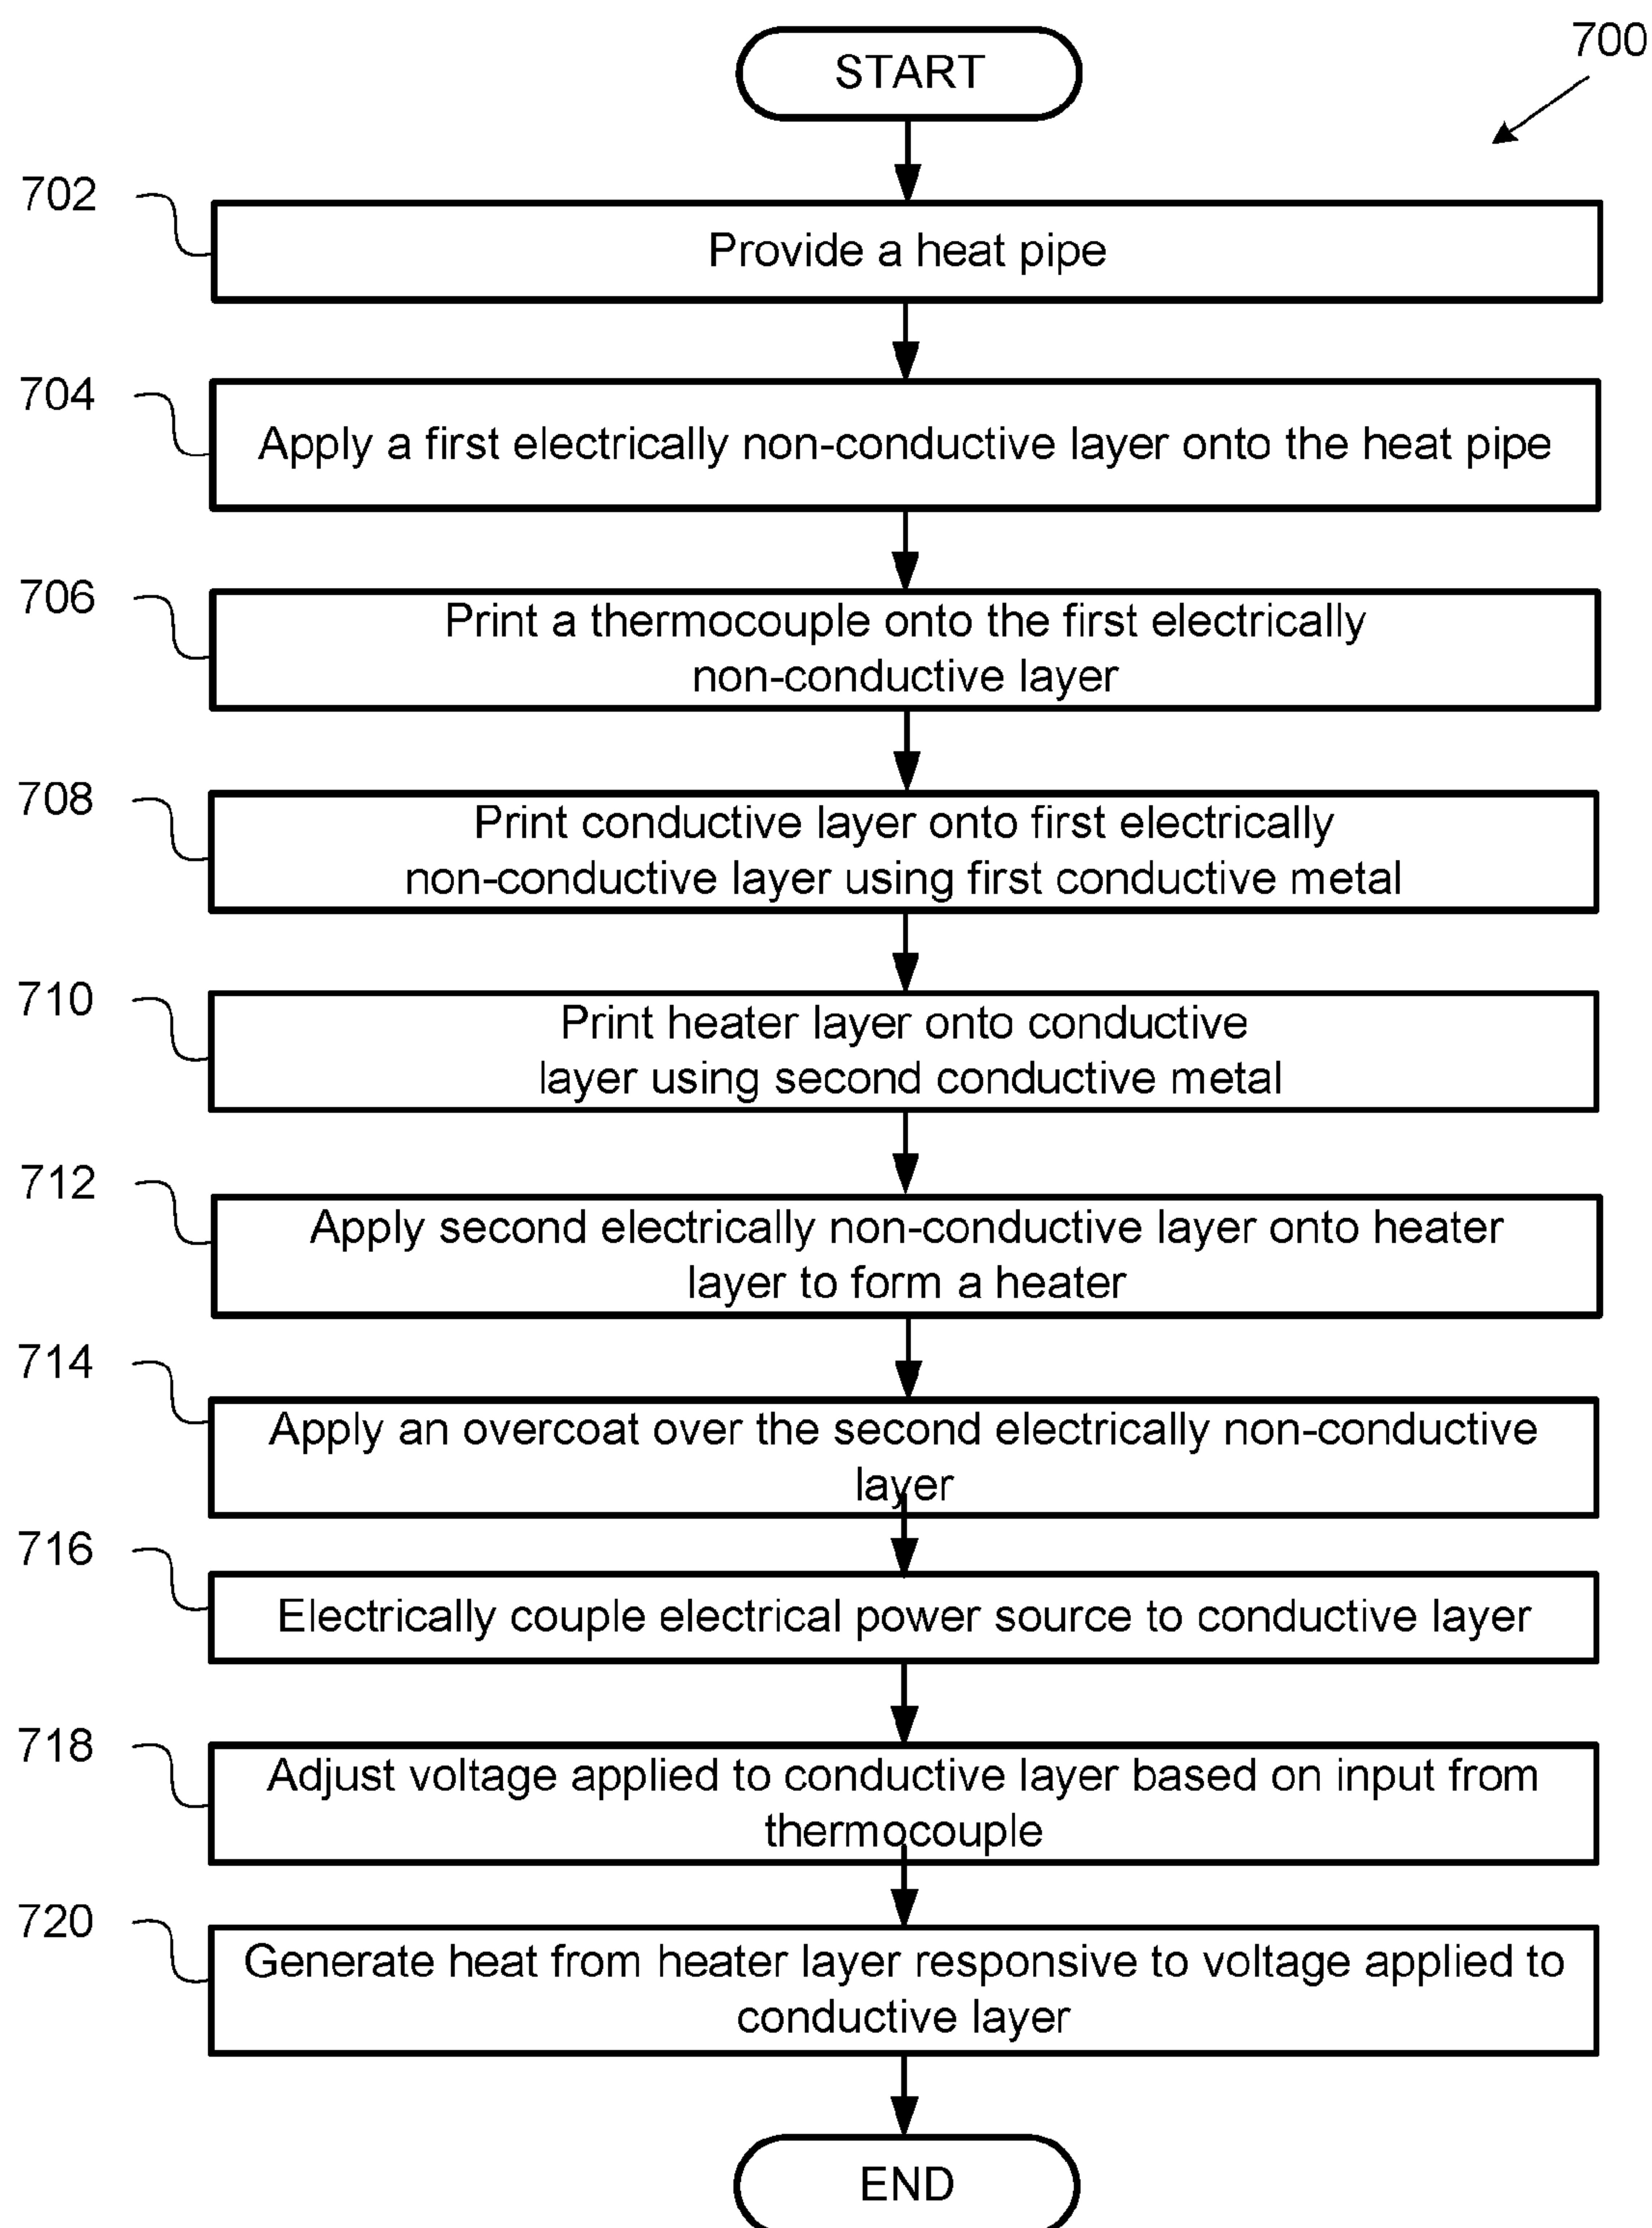 700
START
702
Provide a heat pipe
704
Apply a first electrically non-conductive layer onto the heat pipe
706
Print a thermocouple onto the first electrically
non-conductive layer
708
Print conductive layer onto first electrically
non-conductive layer using first conductive metal
710
Print heater layer onto conductive
layer using second conductive metal
712
Apply second electrically non-conductive layer onto heater
layer to form a heater
714
Apply an overcoat over the second electrically non-conductive
layer
716
Electrically couple electrical power source to conductive layer
718
Adjust voltage applied to conductive layer based on input from
thermocouple
720
Generate heat from heater layer responsive to voltage applied to
conductive layer
END